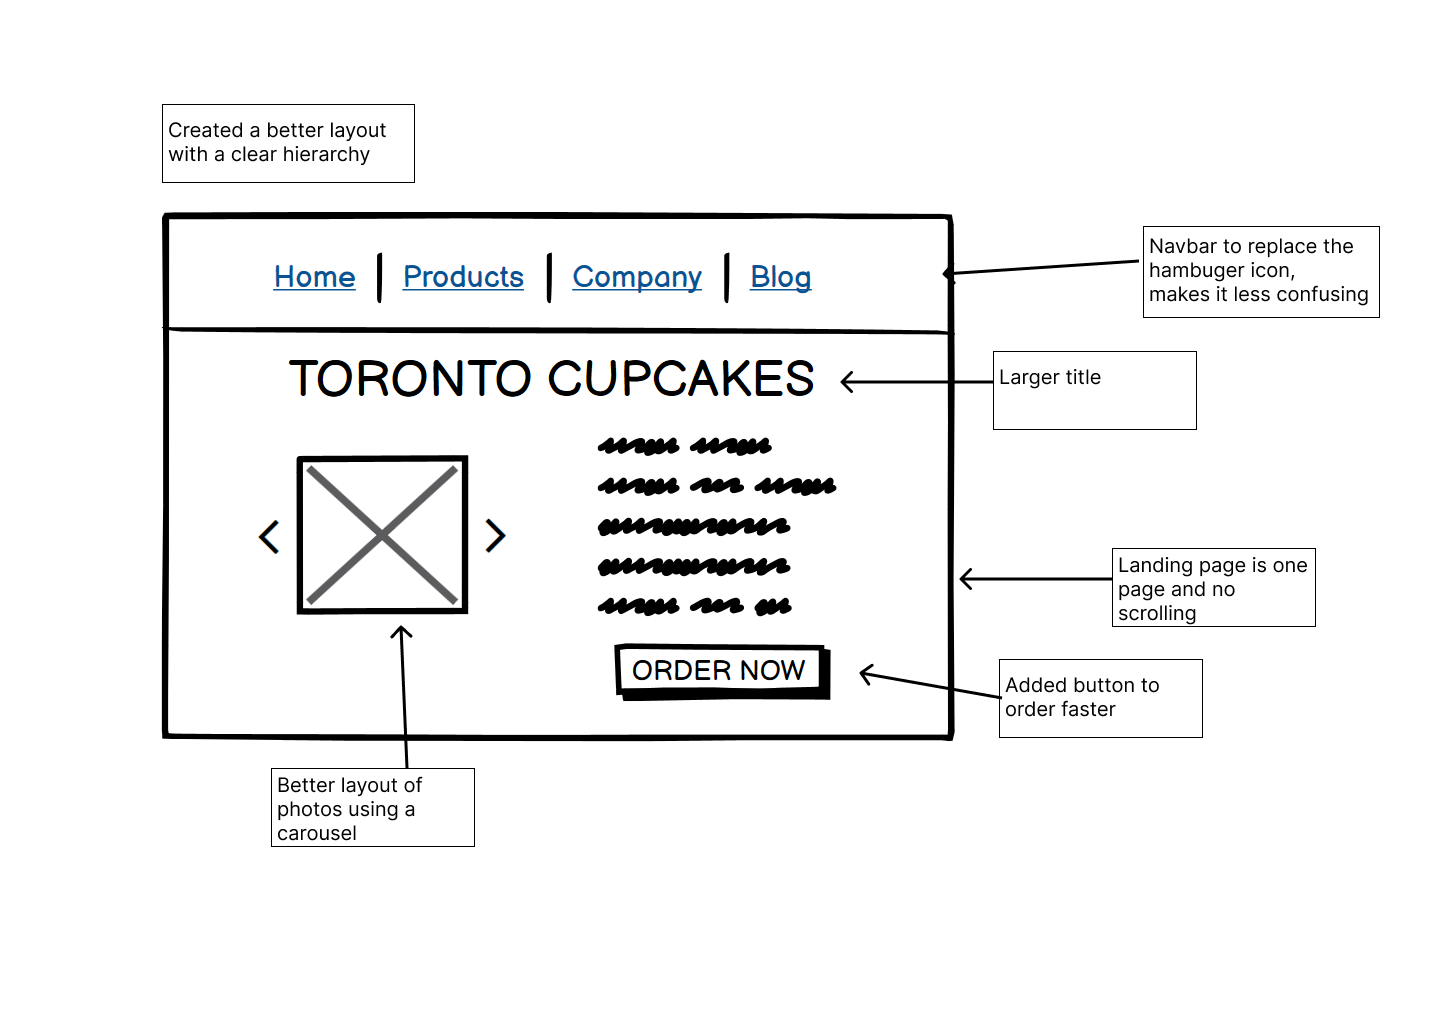 Created a better layout
with a clear hierarchy
Home | Products | Company | Blog
Navbar to replace the
hambuger icon,
makes it less confusing
TORONTO CUPCAKES
Larger title
Landing page is one
page and no
scrolling
ORDER NOW
Added button to
order faster
Better layout of
photos using a
carousel